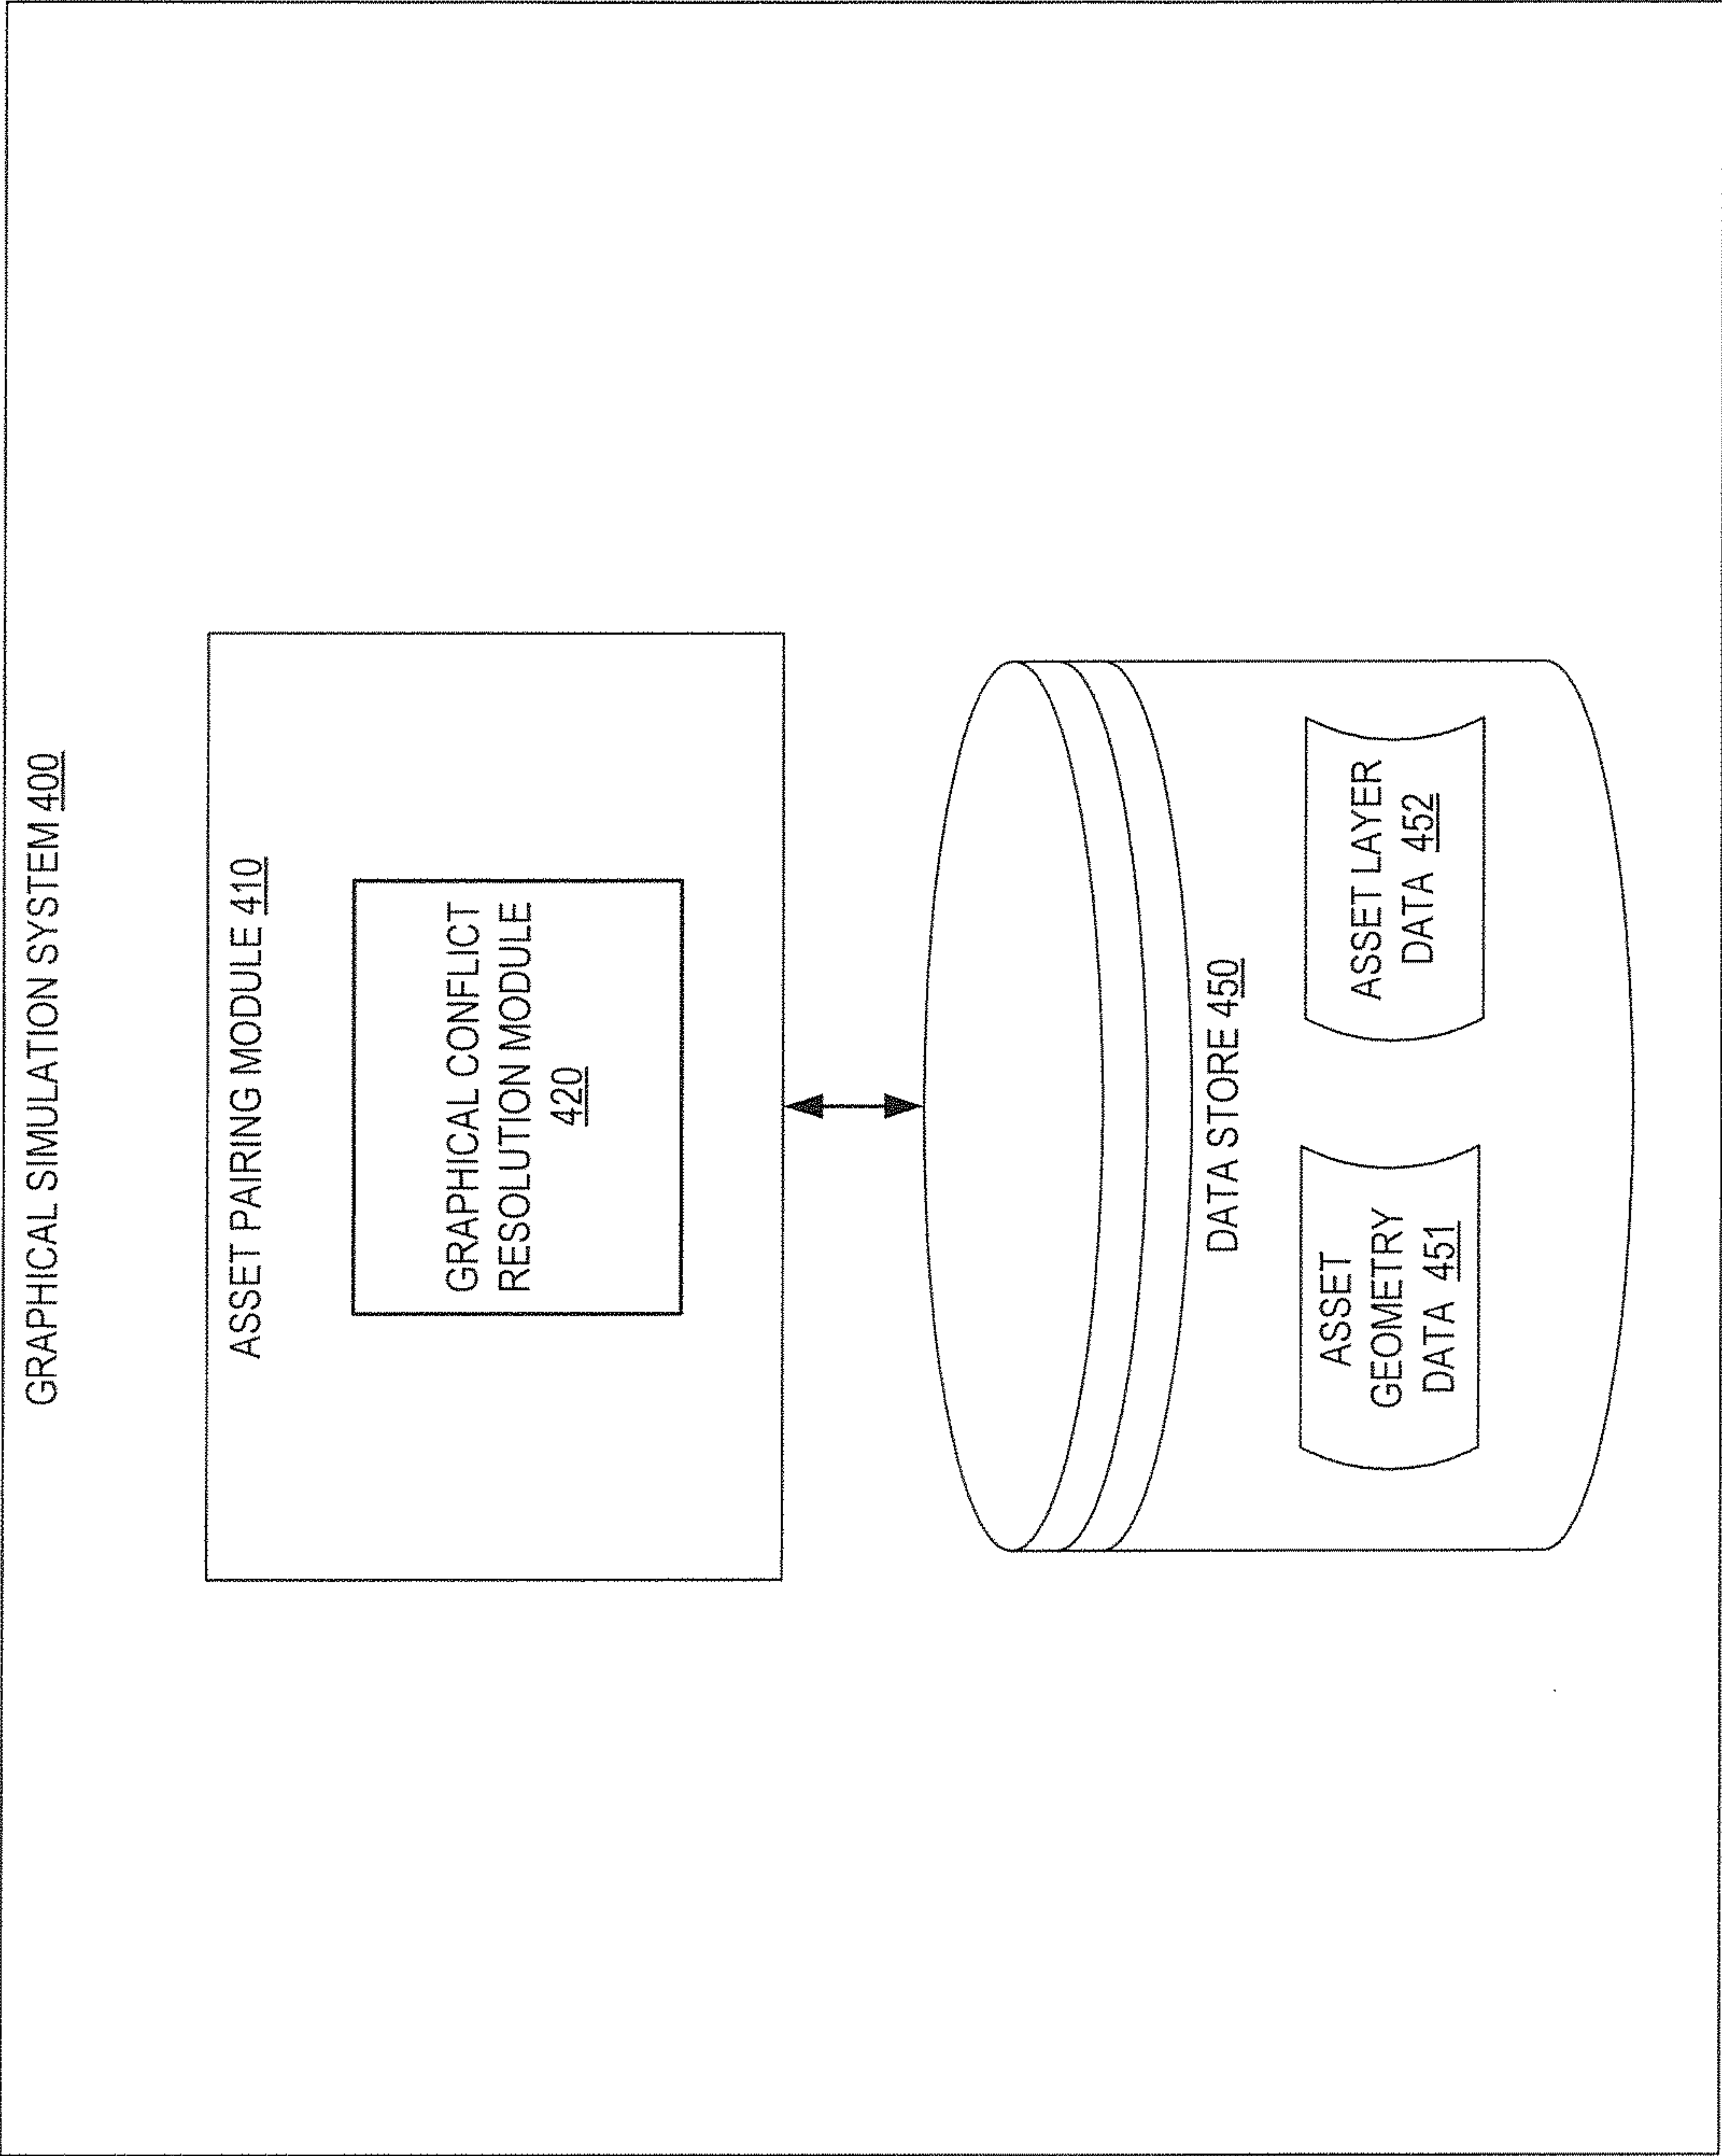 GRAPHICAL SIMULATION SYSTEM 400
ASSET PAIRING MODULE 410
GRAPHICAL CONFLICT
RESOLUTION MODULE
420
DATA STORE 450
ASSET
GEOMETRY
DATA 451
ASSET LAYER
DATA 452